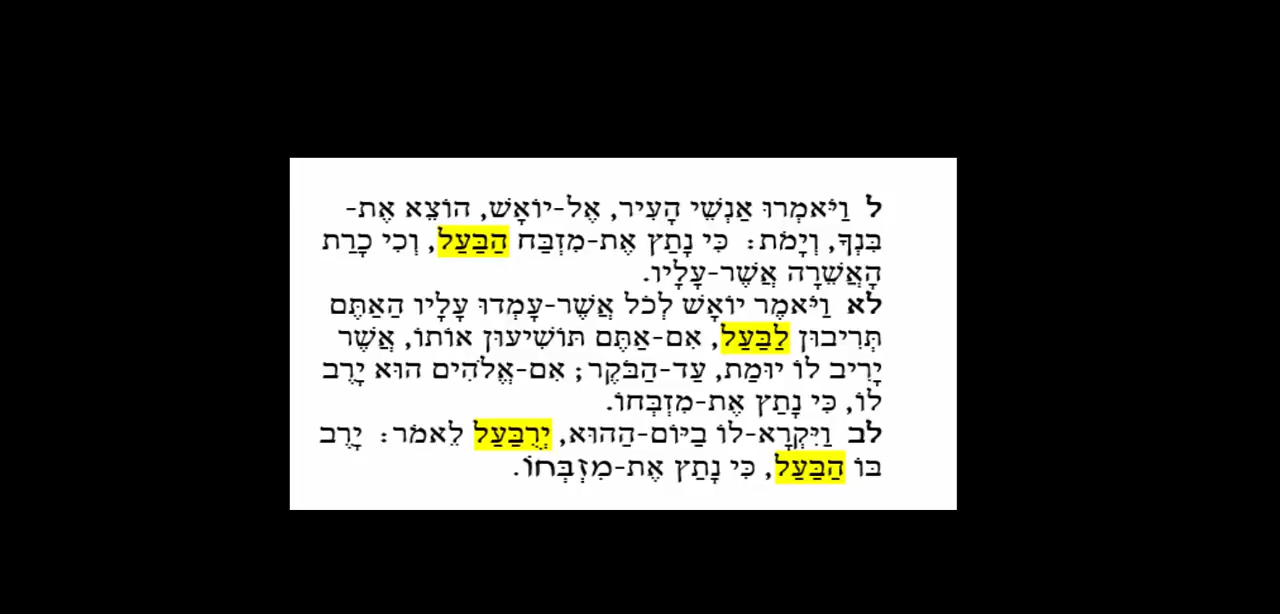 ל וַיֹּאמְרוּ אַנְשֵׁי הָעִיר, אֶל-יוֹאָשׁ, הוֹצֵא אֶת-
בִּנְךָ, וְיָמֹת: כִּי נָתַץ אֶת-מִזְבַּח הַבַּעַל, וְכִי כָרַת
הָאֲשֵׁרָה אֲשֶׁר-עָלָיו.
לא וַיֹּאמֶר יוֹאָשׁ לְכֹל אֲשֶׁר-עָמְדוּ עָלָיו הַאַתֶּם
תְּרִיבוּן לַבַּעַל, אִם-אַתֶּם תּוֹשִׁיעוּן אוֹתוֹ, אֲשֶׁר
יָרִיב לוֹ יוּמַת, עַד-הַבֹּקֶר; אִם-אֱלֹהִים הוּא יָרֶב
לוֹ, כִּי נָתַץ אֶת-מִזְבְּחוֹ.
לב וַיִּקְרָא-לוֹ בַיּוֹם-הַהוּא, יְרֻבַּעַל לֵאמֹר: יָרֶב
בּוֹ הַבַּעַל, כִּי נָתַץ אֶת-מִזְבְּחוֹ.